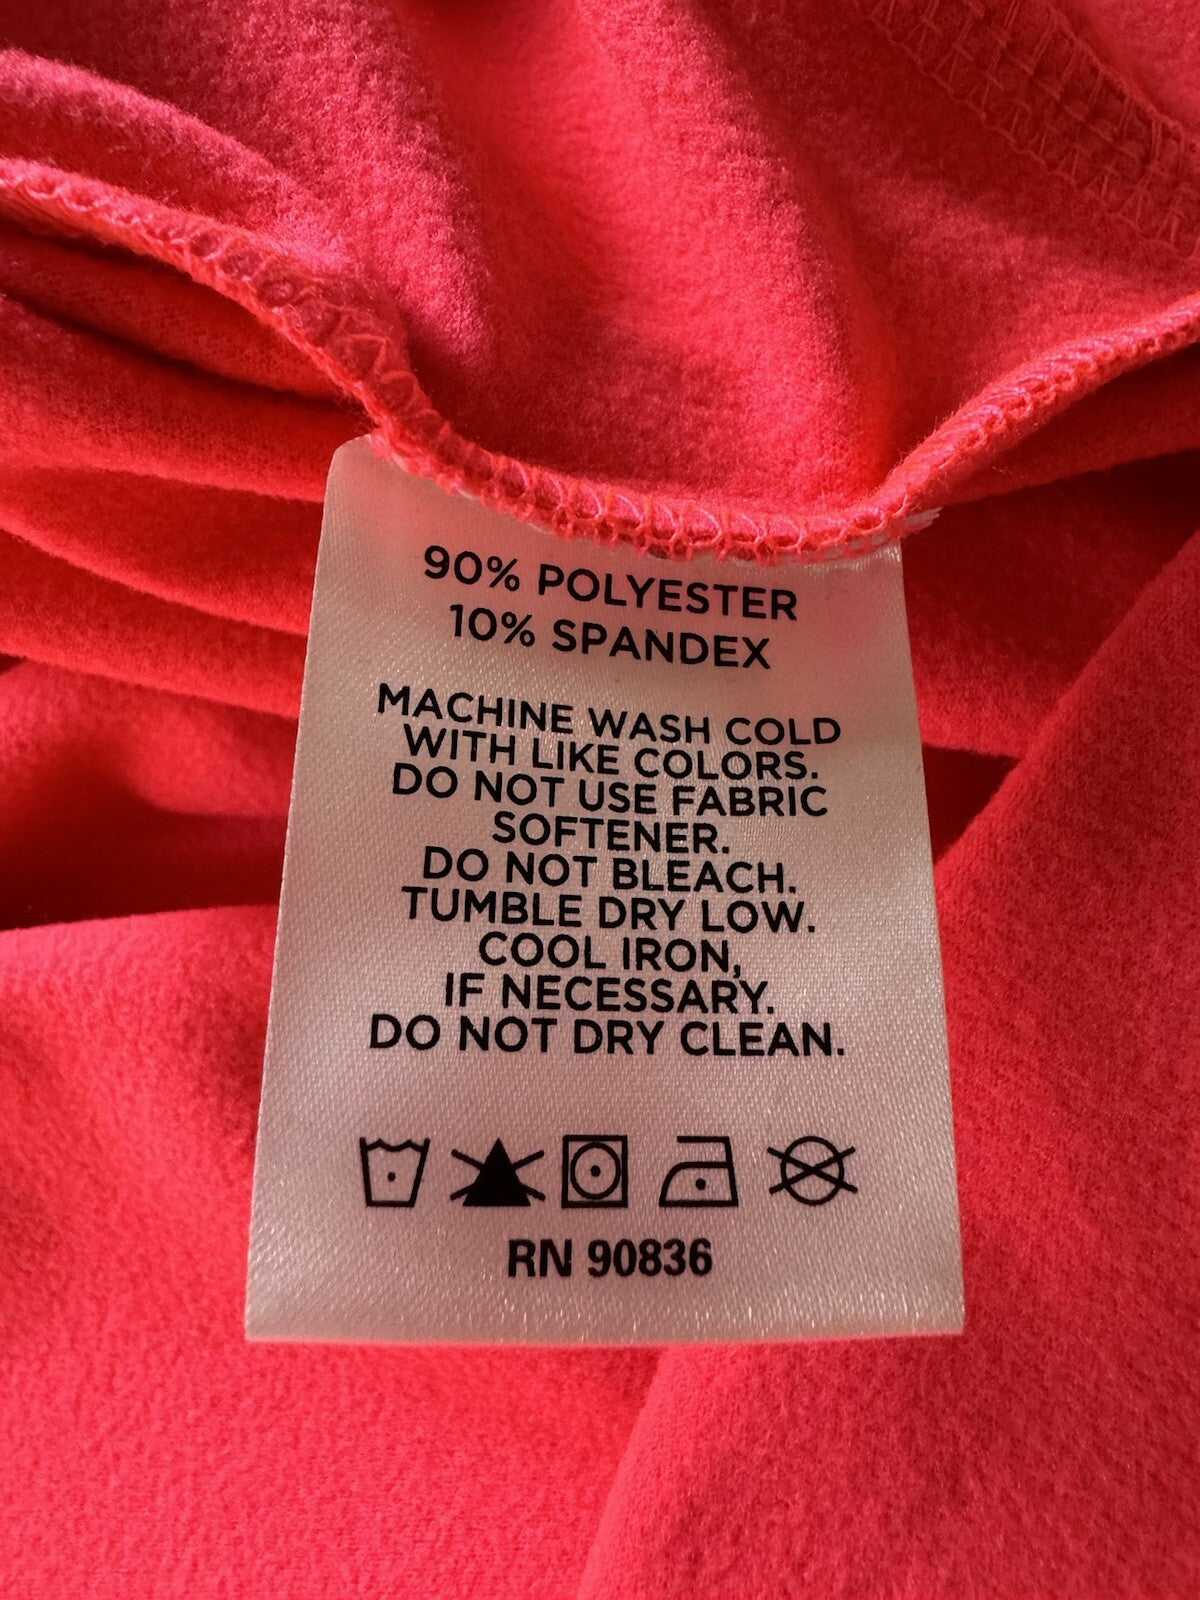 90% POLYESTER
10% SPANDEX
MACHINE WASH COLD
WITH LIKE COLORS.
DO NOT USE FABRIC
SOFTENER.
DO NOT BLEACH.
TUMBLE DRY LOW.
COOL IRON,
IF NECESSARY.
DO NOT DRY CLEAN.
RN 90836